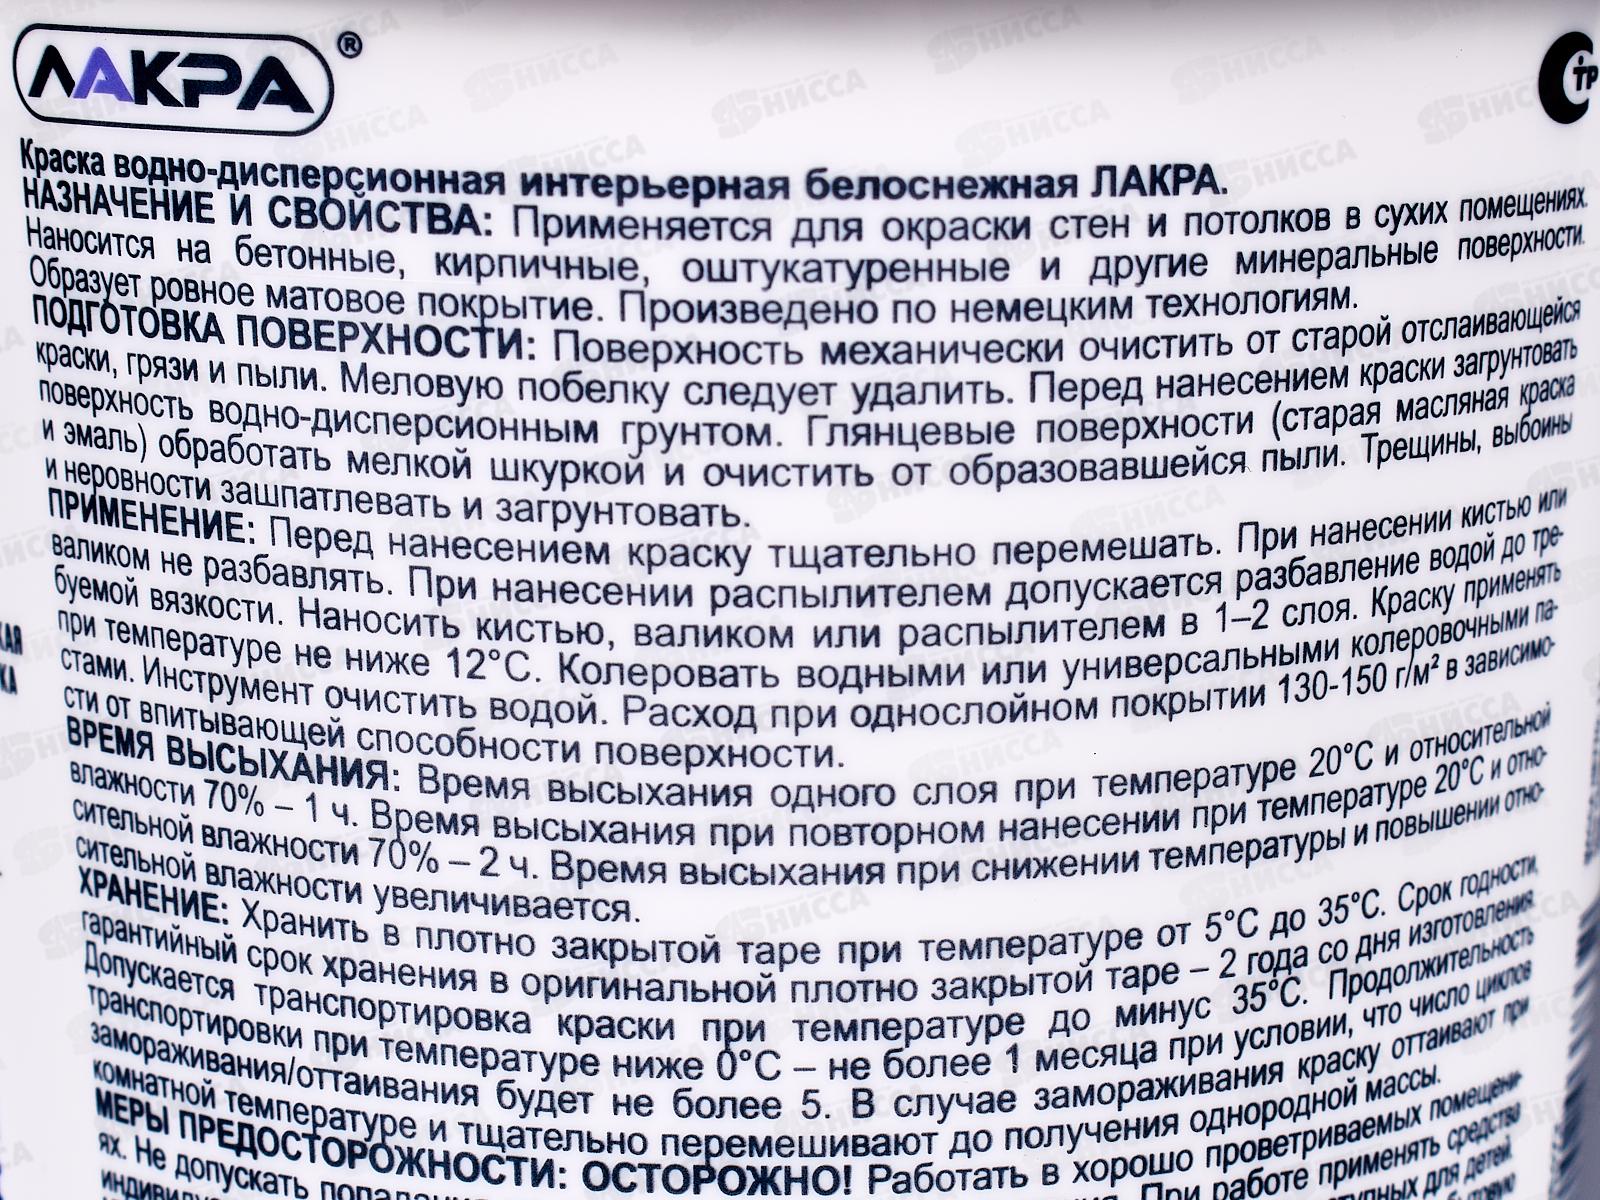 ЛАКРА®
СТР
Краска водно-дисперсионная интерьерная белоснежная ЛАКРА.
НАЗНАЧЕНИЕ И СВОЙСТВА: Применяется для окраски стен и потолков в сухих помещениях.
Наносится на бетонные, кирпичные, оштукатуренные и другие минеральные поверхности.
Образует ровное матовое покрытие. Произведено по немецким технологиям.
ПОДГОТОВКА ПОВЕРХНОСТИ: Поверхность механически очистить от старой отслаивающейся
краски, грязи и пыли. Меловую побелку следует удалить. Перед нанесением краски загрунтовать
поверхность водно-дисперсионным грунтом. Глянцевые поверхности (старая масляная краска
и эмаль) обработать мелкой шкуркой и очистить от образовавшейся пыли. Трещины, выбоины
и неровности зашпатлевать и загрунтовать.
ПРИМЕНЕНИЕ: Перед нанесением краску тщательно перемешать. При нанесении кистью или
валиком не разбавлять. При нанесении распылителем допускается разбавление водой до тре-
буемой вязкости. Наносить кистью, валиком или распылителем в 1–2 слоя. Краску применять
при температуре не ниже 12°С. Колеровать водными или универсальными колеровочными па-
стами. Инструмент очистить водой. Расход при однослойном покрытии 130-150 г/м² в зависимо-
сти от впитывающей способности поверхности.
ВРЕМЯ ВЫСЫХАНИЯ: Время высыхания одного слоя при температуре 20°С и относительной
влажности 70% – 1 ч. Время высыхания при повторном нанесении при температуре 20°С и отно-
сительной влажности 70% – 2 ч. Время высыхания при снижении температуры и повышении отно-
сительной влажности увеличивается.
ХРАНЕНИЕ: Хранить в плотно закрытой таре при температуре от 5°С до 35°С. Срок годности,
гарантийный срок хранения в оригинальной плотно закрытой таре – 2 года со дня изготовления.
Допускается транспортировка краски при температуре до минус 35°С. Продолжительность
транспортировки при температуре ниже 0°С – не более 1 месяца при условии, что число циклов
замораживания/оттаивания будет не более 5. В случае замораживания краску оттаивают при
комнатной температуре и тщательно перемешивают до получения однородной массы.
МЕРЫ ПРЕДОСТОРОЖНОСТИ: ОСТОРОЖНО! Работать в хорошо проветриваемых помещени-
ях. Не допускать При работе применять средства
для детей.